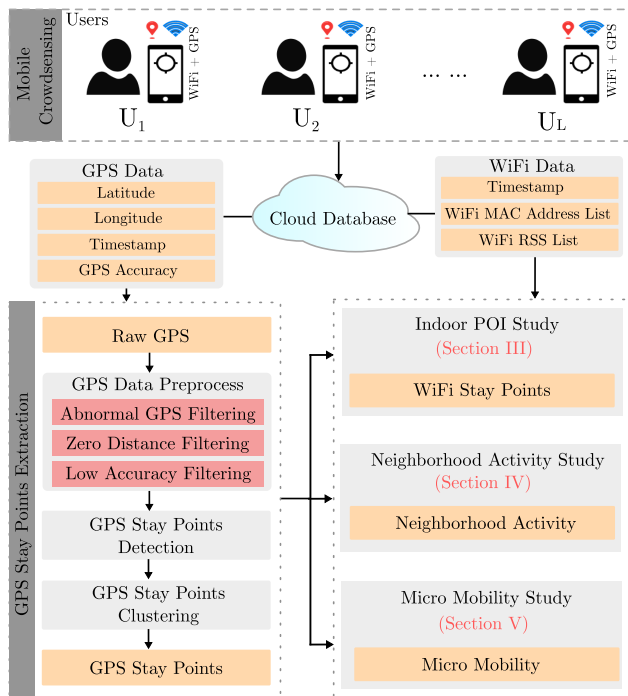 Mobile
Crowdsensing
Users
WiFi + GPS
U1
WiFi + GPS
U2
... ...
WiFi + GPS
UL
GPS Data
Latitude
Longitude
Timestamp
GPS Accuracy
Cloud Database
WiFi Data
Timestamp
WiFi MAC Address List
WiFi RSS List
GPS Stay Points Extraction
Raw GPS
GPS Data Preprocess
Abnormal GPS Filtering
Zero Distance Filtering
Low Accuracy Filtering
GPS Stay Points
Detection
GPS Stay Points
Clustering
GPS Stay Points
Indoor POI Study
(Section III)
WiFi Stay Points
Neighborhood Activity Study
(Section IV)
Neighborhood Activity
Micro Mobility Study
(Section V)
Micro Mobility